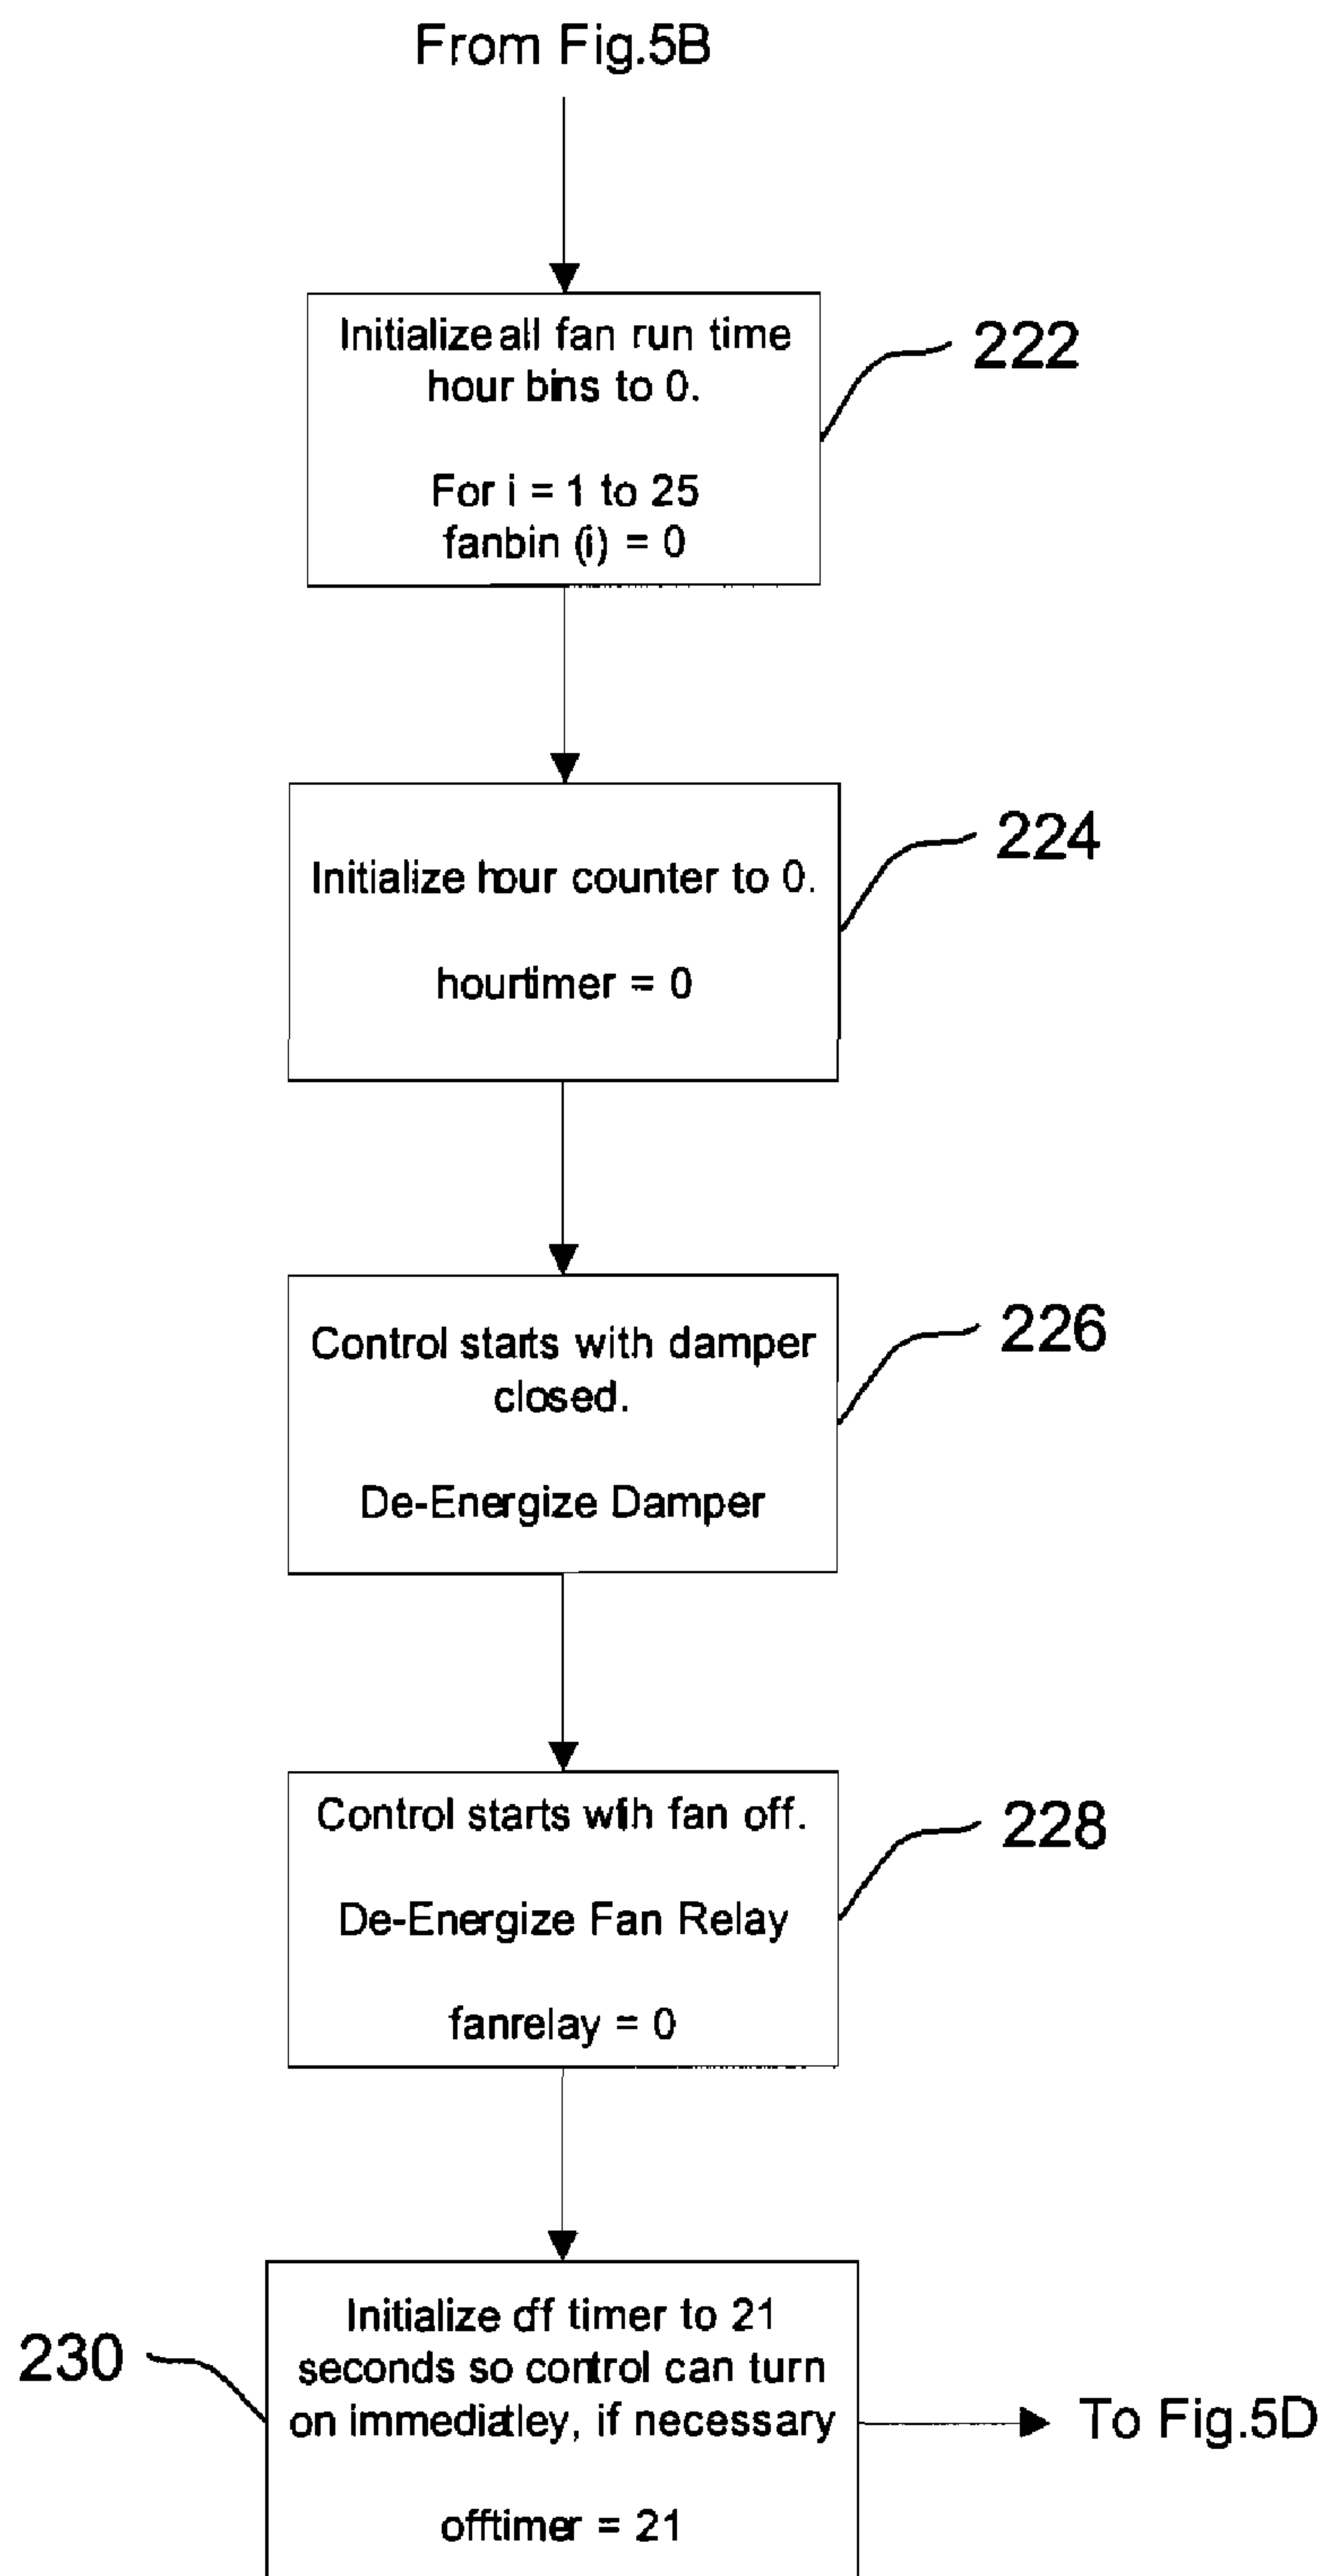 From Fig.5B
Initialize all fan run time
hour bins to 0.
For i = 1 to 25
fanbin (i) = 0
222
Initialize hour counter to 0.
hourtimer = 0
224
Control starts with damper
closed.
De-Energize Damper
226
Control starts with fan off.
De-Energize Fan Relay
fanrelay = 0
228
Initialize off timer to 21
seconds so control can turn
on immediatley, if necessary
offtimer = 21
230
To Fig.5D